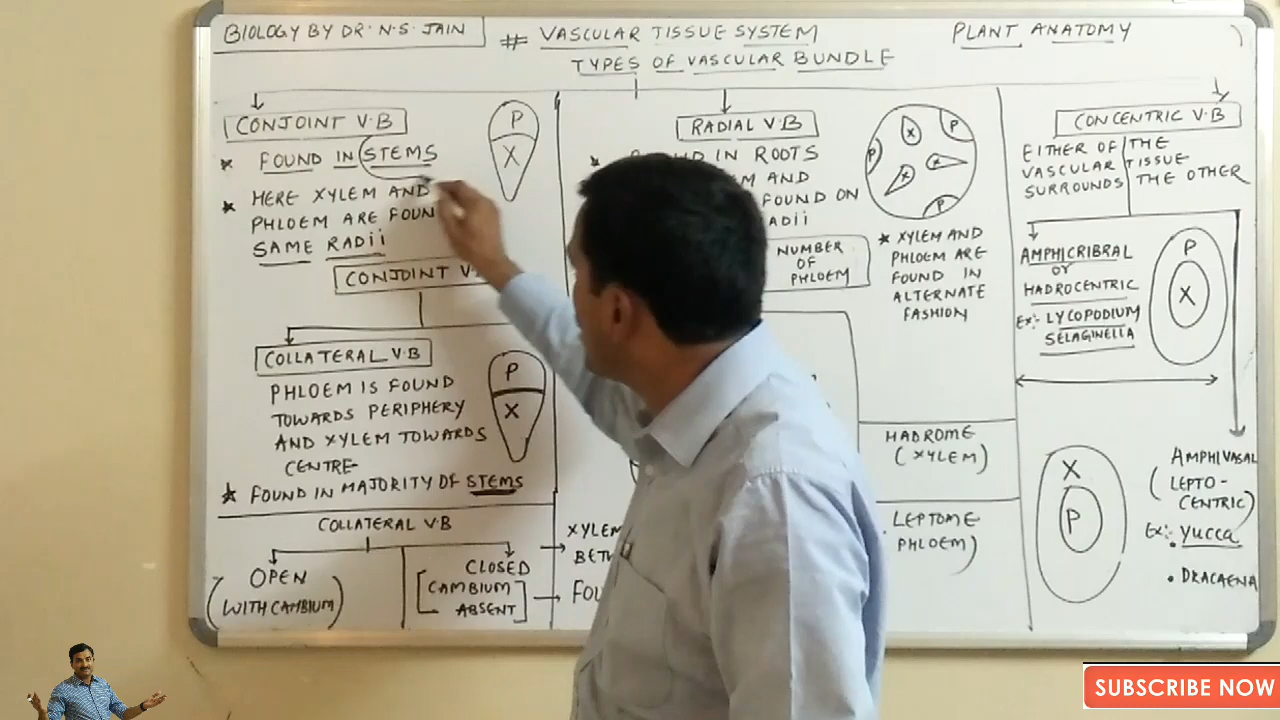 BIOLOGY BY DR. N.S. JAIN
# VASCULAR TISSUE SYSTEM
PLANT ANATOMY
TYPES OF VASCULAR BUNDLE
CONJOINT V.B
* FOUND IN STEMS
* HERE XYLEM AND
PHLOEM ARE FOUN
SAME RADii
P
X
CONJOINT V.
COLLATERAL V.B
PHLOEM IS FOUND
TOWARDS PERIPHERY
AND XYLEM TOWARDS
CENTRE
* FOUND IN MAJORITY OF STEMS
P
X
COLLATERAL V.B
OPEN
(WITH CAMBIUM)
CLOSED
[CAMBIUM
ABSENT]
XYLEM
RADIAL V.B
IN ROOTS
AND
FOUND ON
NUMBER
OF
PHLOEM
P
X
P
X
X
P
* XYLEM AND
PHLOEM ARE
FOUND IN
ALTERNATE
FASHION
HADROME
(XYLEM)
LEPTOME
PHLOEM)
CONCENTRIC V.B
EITHER OF THE
VASCULAR TISSUE
SURROUNDS THE OTHER
AMPHICRIBRAL
or
HADROCENTRIC
Ex:- LYCOPODIUM
SELAGINELLA
P
X
X
P
AMPHIVASAL
(LEPTO-
CENTRIC)
Ex:- • YUCCA
• DRACAENA
SUBSCRIBE NOW